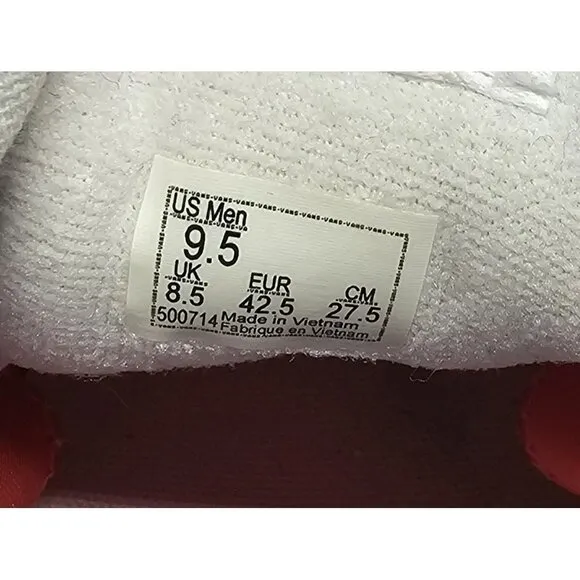 US Men
9.5
UK EUR CM
8.5 42.5 27.5
500714 Made in Vietnam
Fabrique en Vietnam